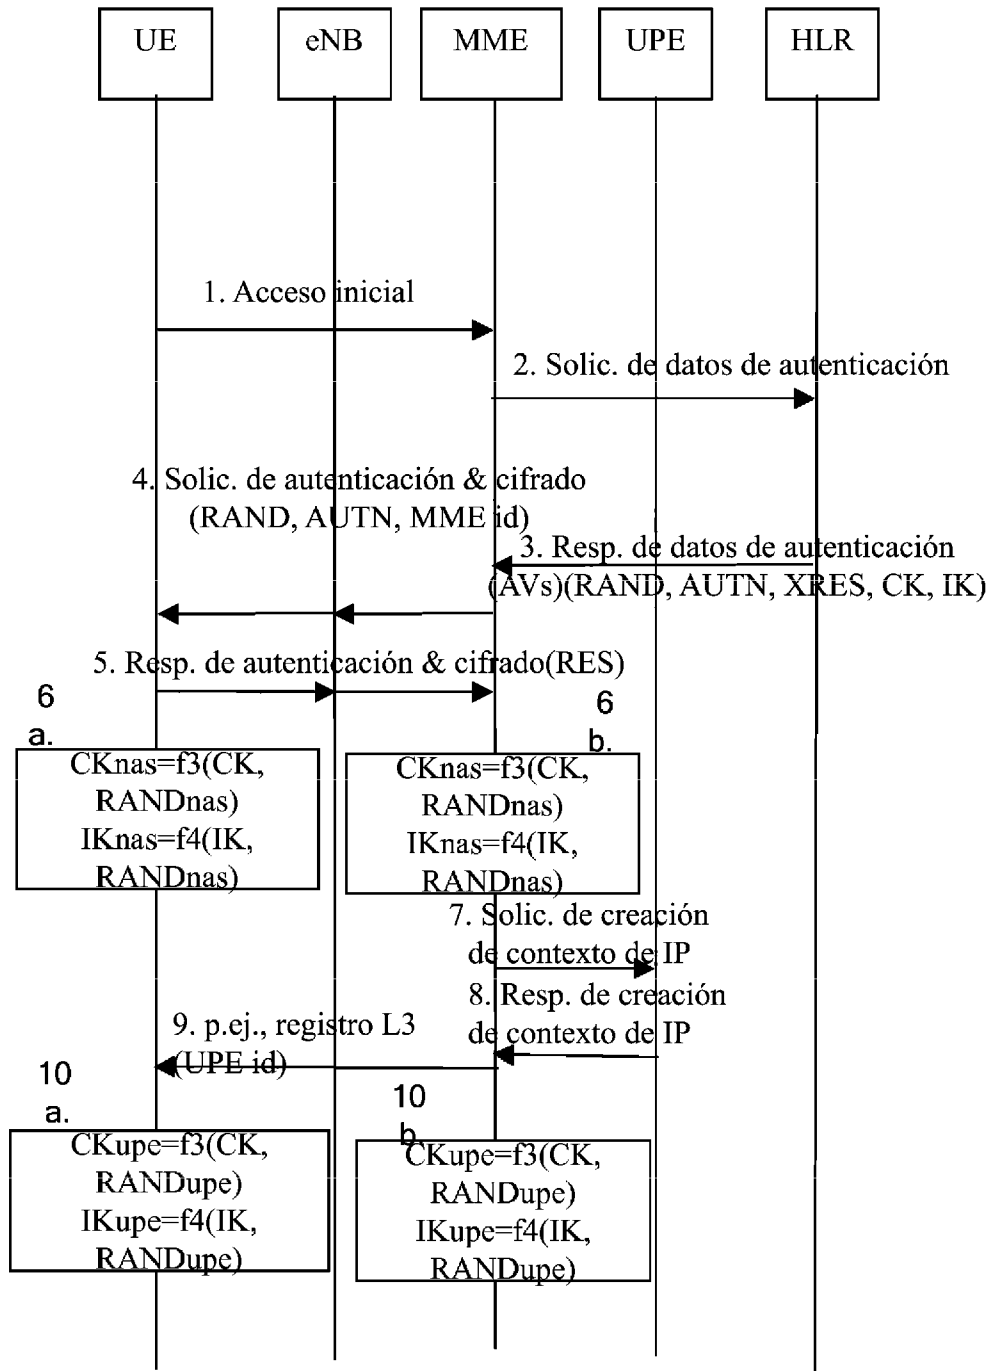 UE
eNB
MME
UPE
HLR
1. Acceso inicial
2. Solic. de datos de autenticación
4. Solic. de autenticación & cifrado
(RAND, AUTN, MME id)
3. Resp. de datos de autenticación
(AVs)(RAND, AUTN, XRES, CK, IK)
5. Resp. de autenticación & cifrado(RES)
6
a.
6
b.
CKnas=f3(CK,
RANDnas)
IKnas=f4(IK,
RANDnas)
CKnas=f3(CK,
RANDnas)
IKnas=f4(IK,
RANDnas)
7. Solic. de creación
de contexto de IP
8. Resp. de creación
de contexto de IP
9. p.ej., registro L3
(UPE id)
10
a.
10
b.
CKupe=f3(CK,
RANDupe)
IKupe=f4(IK,
RANDupe)
CKupe=f3(CK,
RANDupe)
IKupe=f4(IK,
RANDupe)